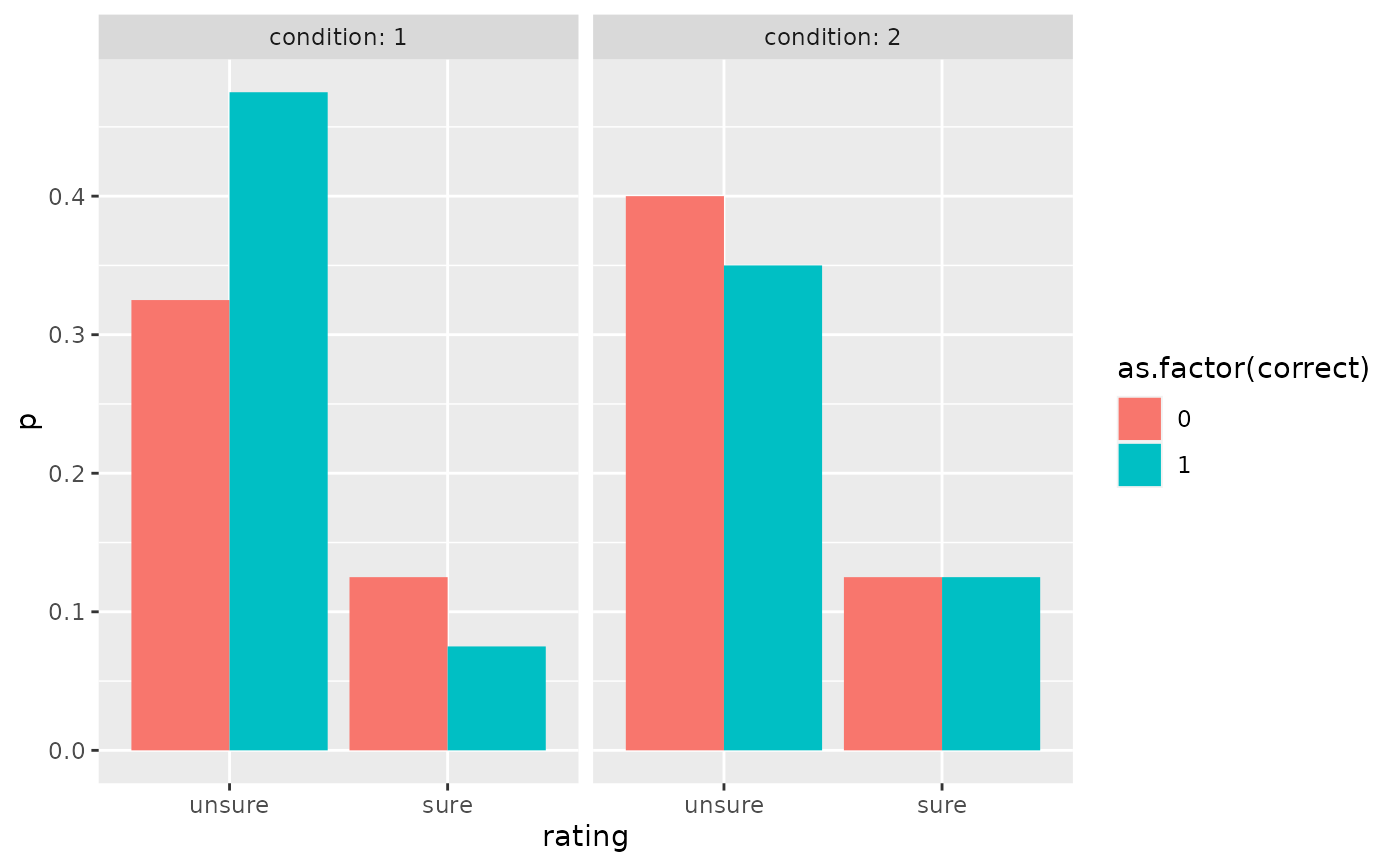 condition: 1
condition: 2
p
0.4
0.3
0.2
0.1
0.0
unsure
sure
unsure
sure
rating
as.factor(correct)
0
1